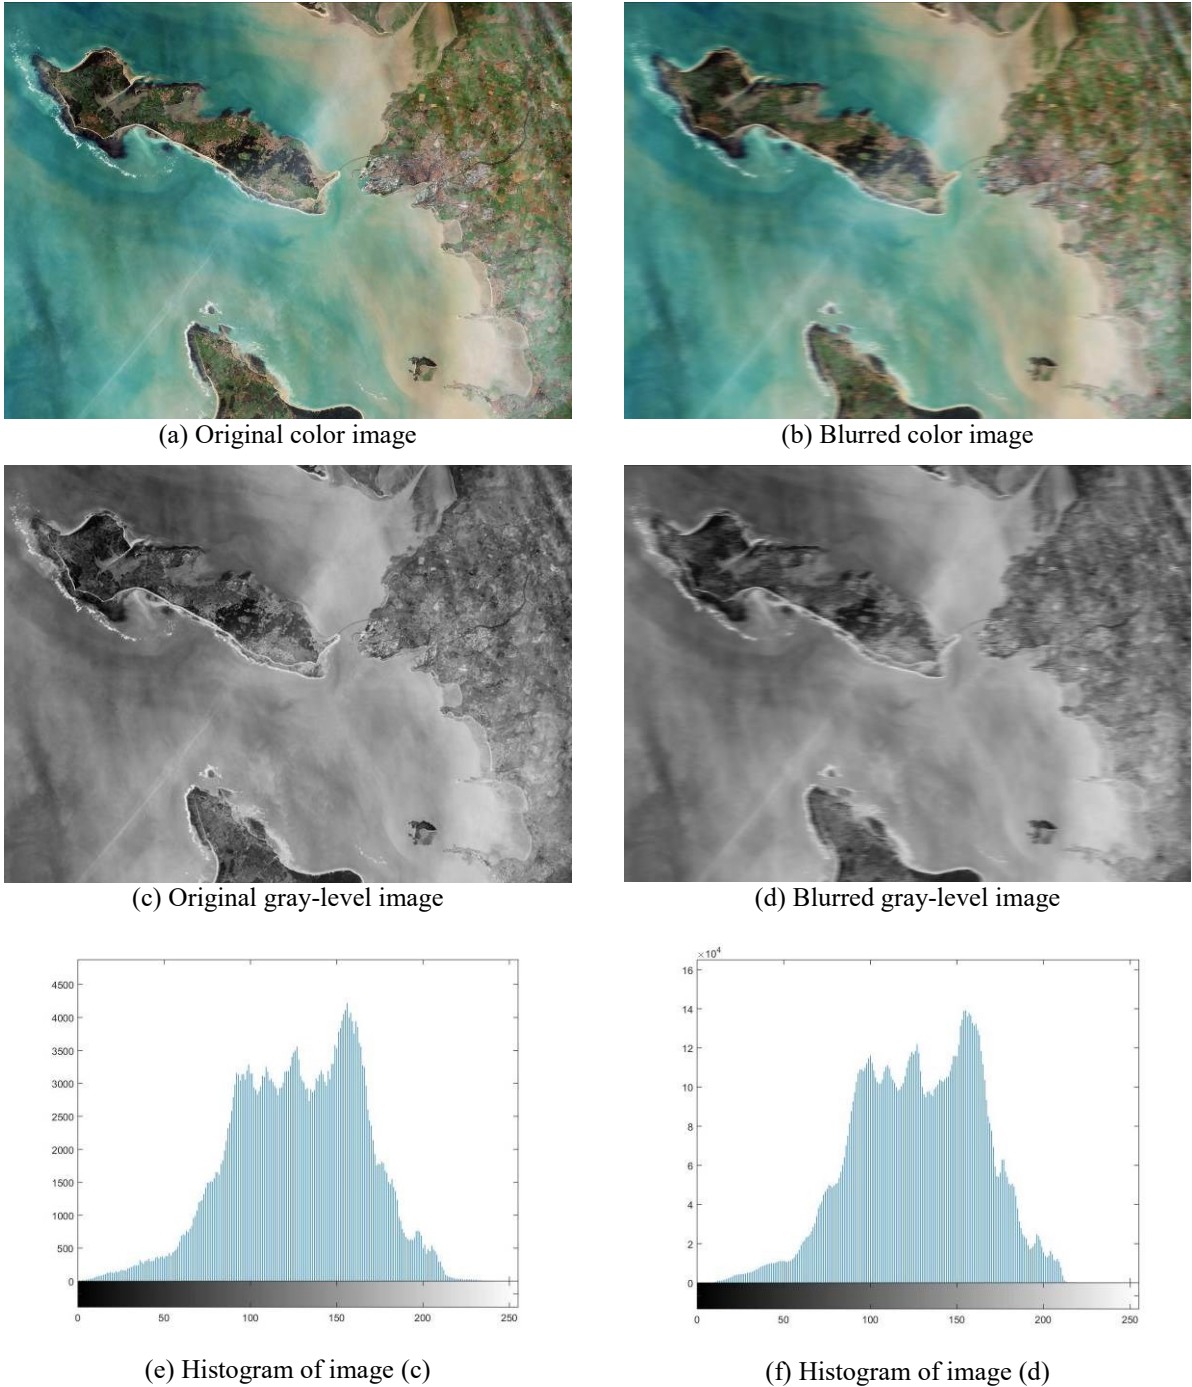 (a) Original color image
(b) Blurred color image
(c) Original gray-level image
(d) Blurred gray-level image
4500
4000
3500
3000
2500
2000
1500
1000
500
0
0 50 100 150 200 250
×10⁴
16
14
12
10
8
6
4
2
0
0 50 100 150 200 250
(e) Histogram of image (c)
(f) Histogram of image (d)